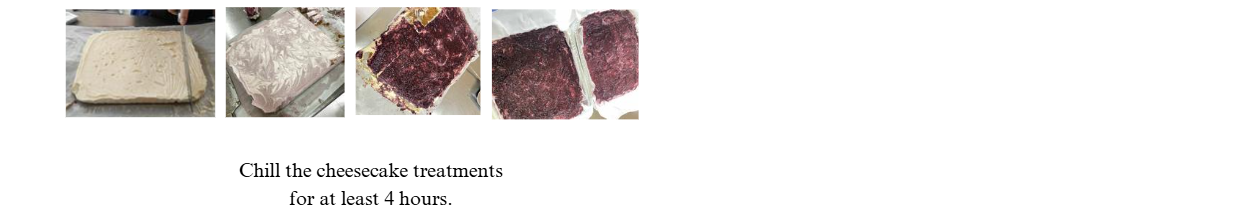 Chill the cheesecake treatments
for at least 4 hours.